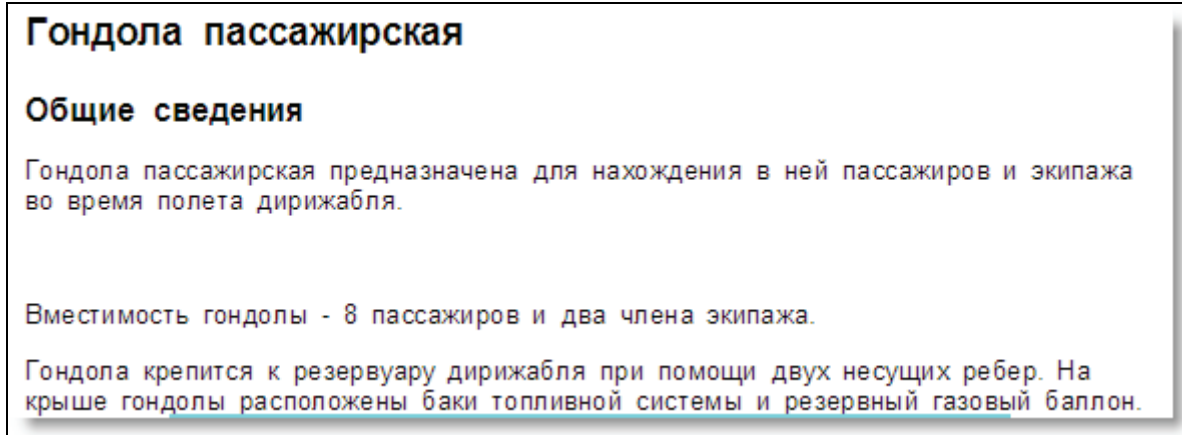 Гондола пассажирская
Общие сведения
Гондола пассажирская предназначена для нахождения в ней пассажиров и экипажа
во время полета дирижабля.
Вместимость гондолы - 8 пассажиров и два члена экипажа.
Гондола крепится к резервуару дирижабля при помощи двух несущих ребер. На
крыше гондолы расположены баки топливной системы и резервный газовый баллон.